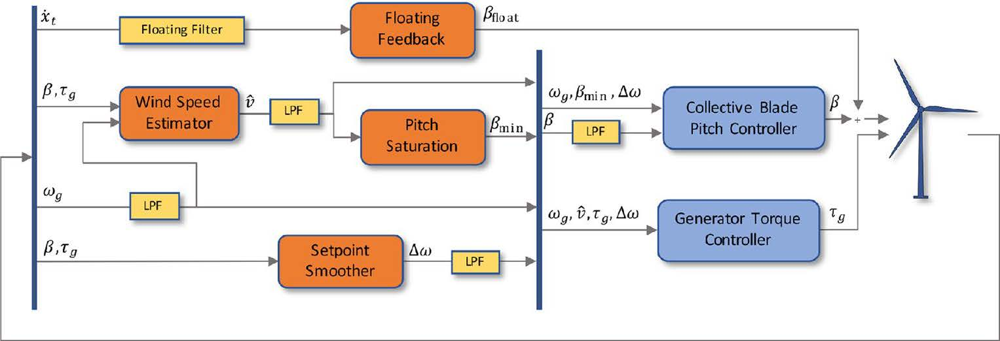 ẋₜ
Floating Filter
Floating
Feedback
β_float
β, τ_g
Wind Speed
Estimator
v̂
LPF
Pitch
Saturation
β_min
ω_g, β_min , Δω
β
LPF
Collective Blade
Pitch Controller
β
+
ω_g
LPF
ω_g, v̂, τ_g, Δω
Generator Torque
Controller
τ_g
β, τ_g
Setpoint
Smoother
Δω
LPF